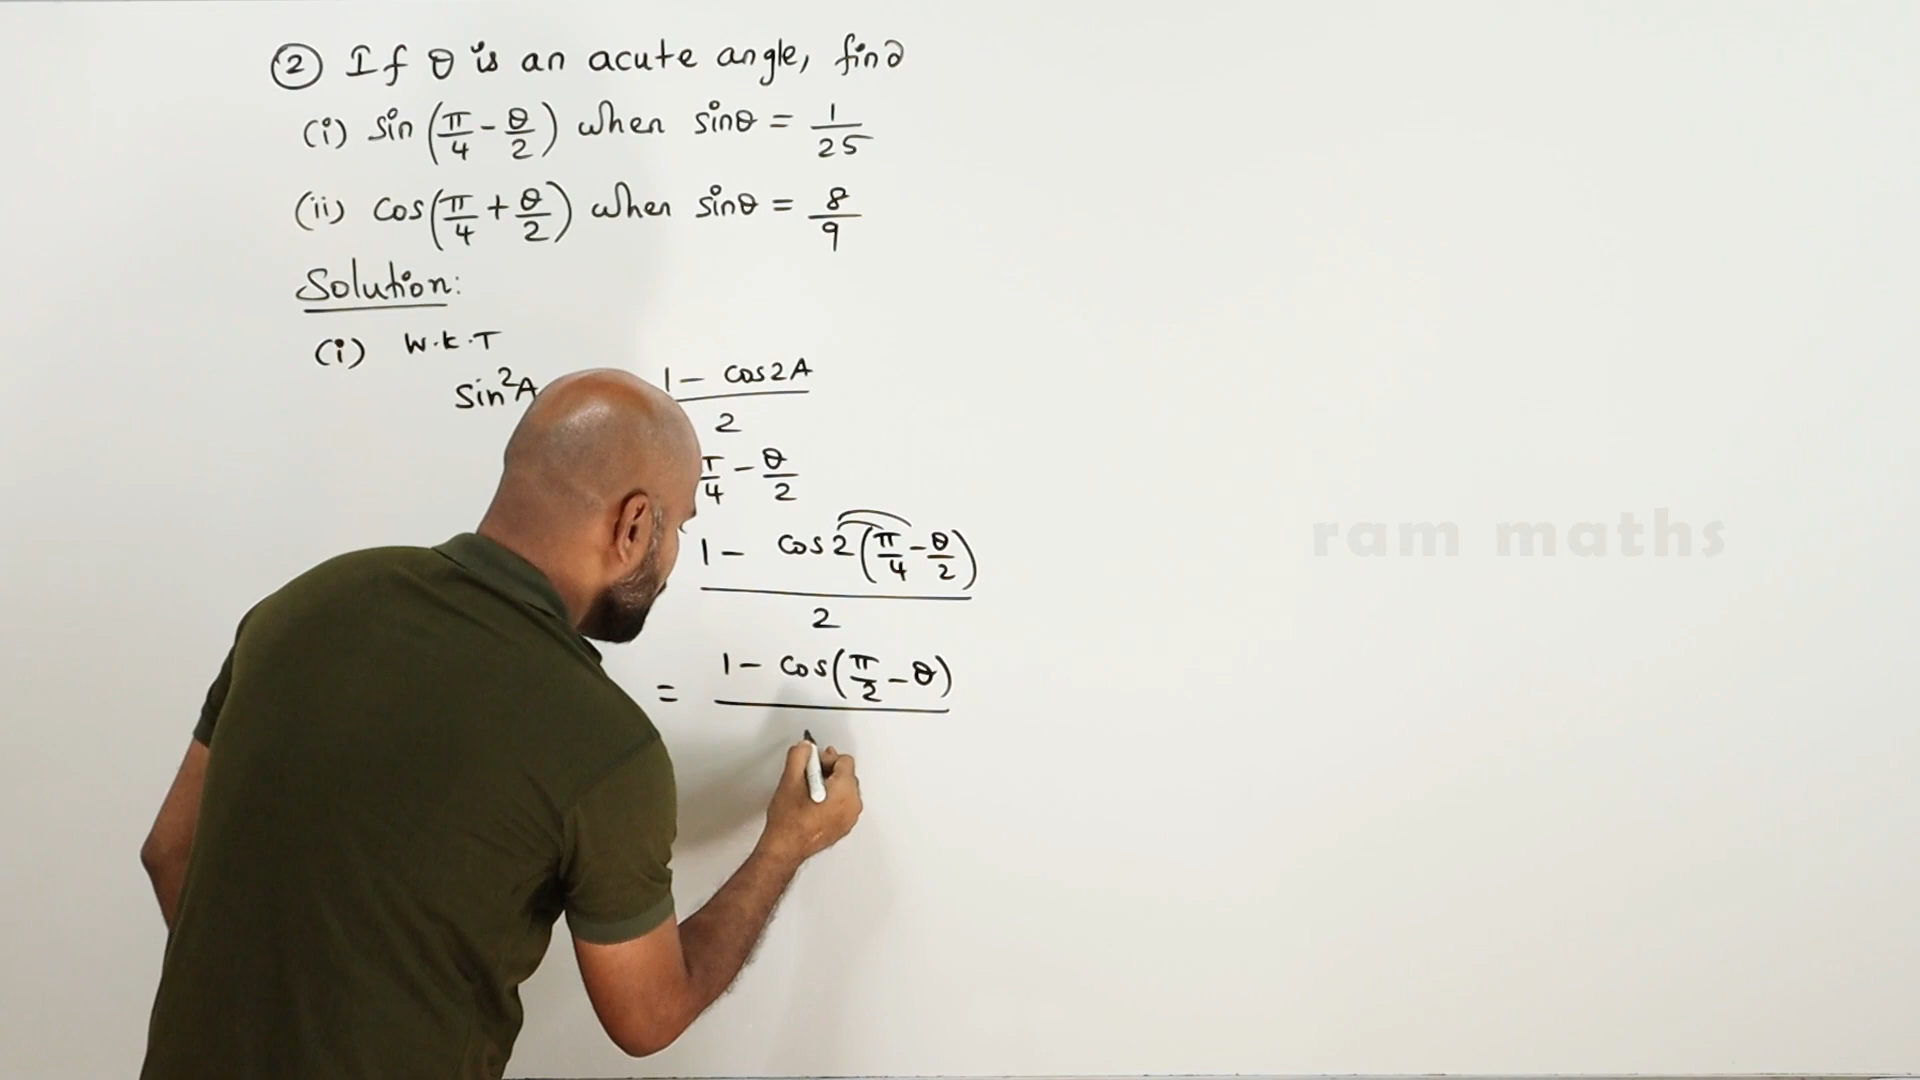 ② If θ is an acute angle, find
(i) sin(π/4 - θ/2) when sinθ = 1/25
(ii) cos(π/4 + θ/2) when sinθ = 8/9
Solution:
(i) W.K.T
sin²A 1 - cos2A / 2
π/4 - θ/2
1 - cos2(π/4 - θ/2) / 2
= 1 - cos(π/2 - θ)
ram maths